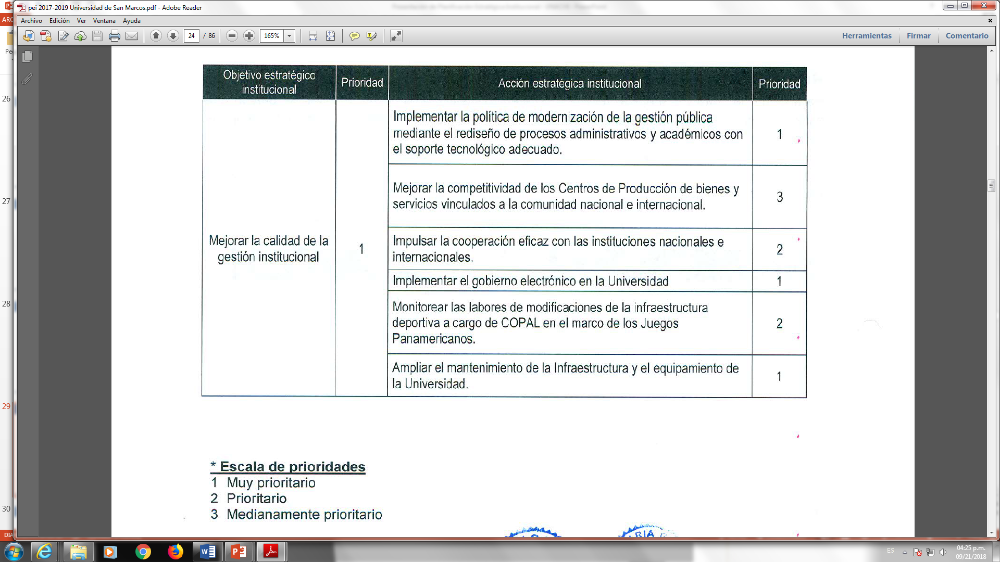 pei 2017-2019 Universidad de San Marcos.pdf - Adobe Reader
Archivo Edición Ver Ventana Ayuda
24 / 86 165% Herramientas Firmar Comentario
Objetivo estratégico
institucional
Prioridad
Acción estratégica institucional
Prioridad
Mejorar la calidad de la
gestión institucional
1
Implementar la política de modernización de la gestión pública
mediante el rediseño de procesos administrativos y académicos con
el soporte tecnológico adecuado.
1
Mejorar la competitividad de los Centros de Producción de bienes y
servicios vinculados a la comunidad nacional e internacional.
3
Impulsar la cooperación eficaz con las instituciones nacionales e
internacionales.
2
Implementar el gobierno electrónico en la Universidad
1
Monitorear las labores de modificaciones de la infraestructura
deportiva a cargo de COPAL en el marco de los Juegos
Panamericanos.
2
Ampliar el mantenimiento de la Infraestructura y el equipamiento de
la Universidad.
1
* Escala de prioridades
1 Muy prioritario
2 Prioritario
3 Medianamente prioritario
26
27
28
29
30
ES
04:25 p.m.
09/21/2018